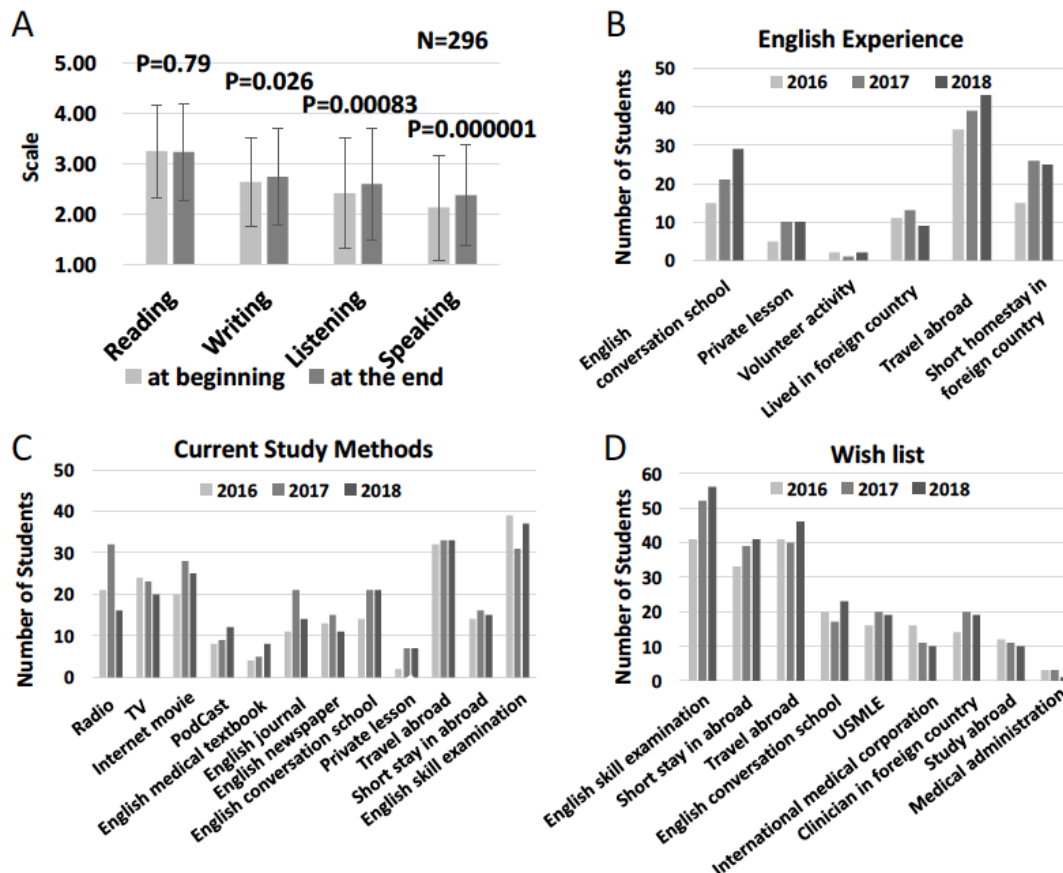 A
N=296
P=0.79
P=0.026
P=0.00083
P=0.000001
5.00
4.00
3.00
2.00
1.00
Scale
Reading
Writing
Listening
Speaking
at beginning
at the end
B
English Experience
2016
2017
2018
50
40
30
20
10
0
Number of Students
English
conversation school
Private lesson
Volunteer activity
Lived in foreign country
Travel abroad
Short homestay in
foreign country
C
Current Study Methods
2016
2017
2018
50
40
30
20
10
0
Number of Students
Radio
TV
Internet movie
PodCast
English medical textbook
English journal
English newspaper
English conversation school
Private lesson
Travel abroad
Short stay in abroad
English skill examination
D
Wish list
2016
2017
2018
60
50
40
30
20
10
0
Number of Students
English skill examination
Short stay in abroad
Travel abroad
English conversation school
USMLE
International medical corporation
Clinician in foreign country
Study abroad
Medical administration